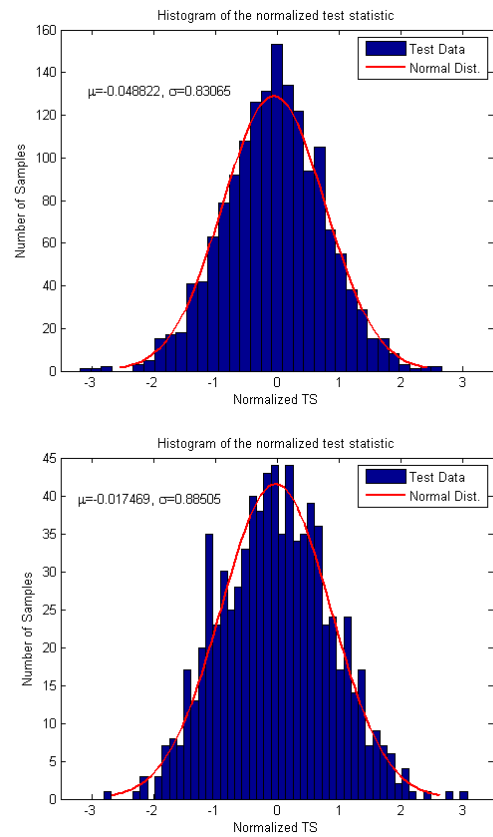 Histogram of the normalized test statistic
160
140
120
100
80
60
40
20
0
Number of Samples
μ=-0.048822, σ=0.83065
Test Data
Normal Dist.
-3 -2 -1 0 1 2 3
Normalized TS
Histogram of the normalized test statistic
45
40
35
30
25
20
15
10
5
0
Number of Samples
μ=-0.017469, σ=0.88505
Test Data
Normal Dist.
-3 -2 -1 0 1 2 3
Normalized TS